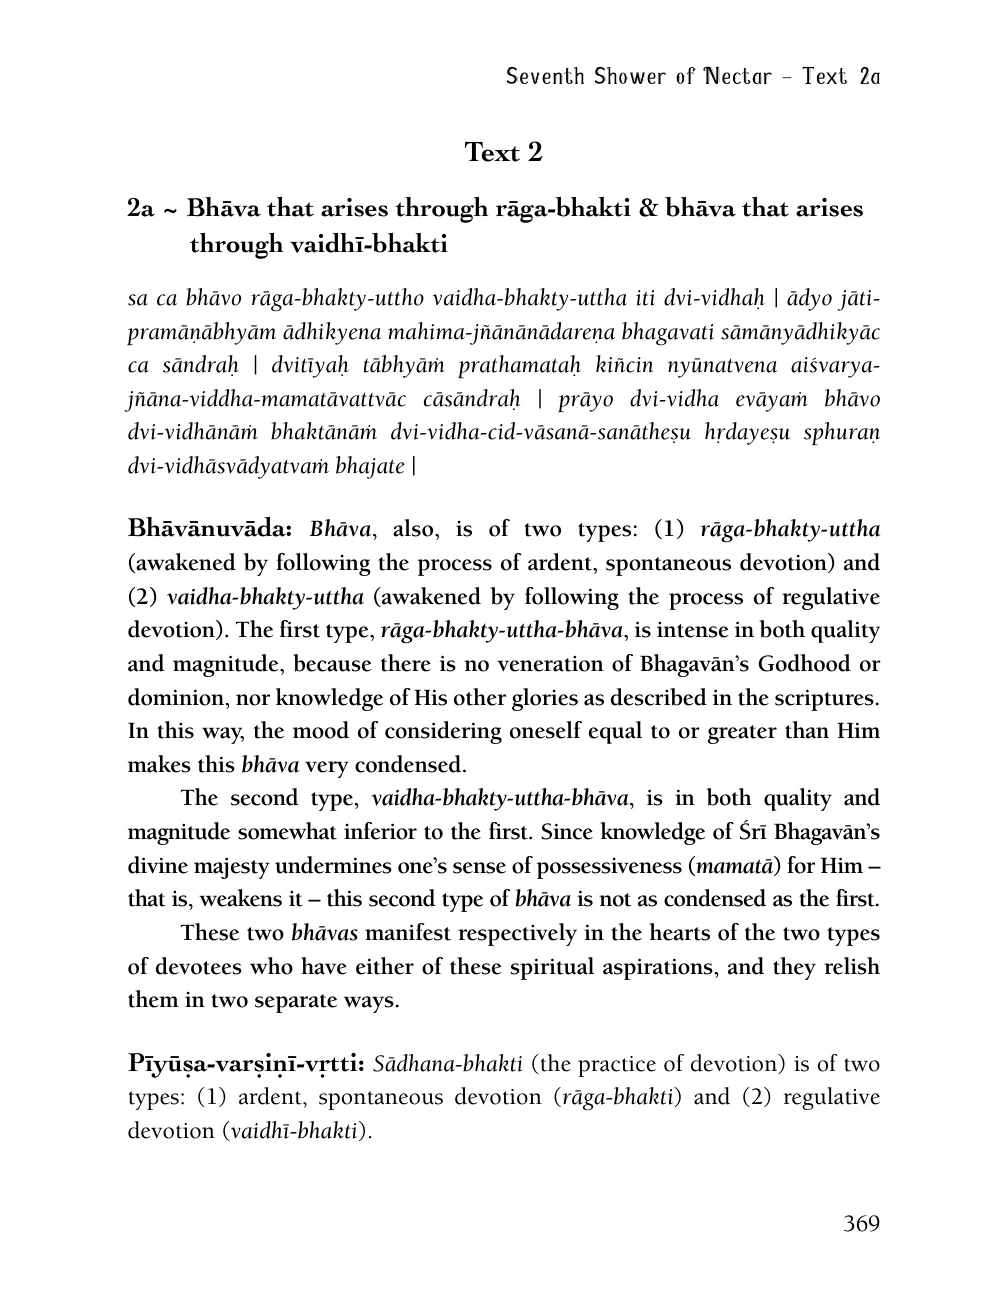 Seventh Shower of Nectar – Text 2a
Text 2
2a ~ Bhāva that arises through rāga-bhakti & bhāva that arises
through vaidhī-bhakti
sa ca bhāvo rāga-bhakty-uttho vaidha-bhakty-uttha iti dvi-vidhaḥ | ādyo jāti-
pramāṇābhyām ādhikyena mahima-jñānānādareṇa bhagavati sāmānyādhikyāc
ca sāndraḥ | dvitīyaḥ tābhyāṁ prathamataḥ kiñcin nyūnatvena aiśvarya-
jñāna-viddha-mamatāvattvāc cāsāndraḥ | prāyo dvi-vidha evāyaṁ bhāvo
dvi-vidhānāṁ bhaktānāṁ dvi-vidha-cid-vāsanā-sanātheṣu hṛdayeṣu sphuraṇ
dvi-vidhāsvādyatvaṁ bhajate |
Bhāvānuvāda: Bhāva, also, is of two types: (1) rāga-bhakty-uttha
(awakened by following the process of ardent, spontaneous devotion) and
(2) vaidha-bhakty-uttha (awakened by following the process of regulative
devotion). The first type, rāga-bhakty-uttha-bhāva, is intense in both quality
and magnitude, because there is no veneration of Bhagavān’s Godhood or
dominion, nor knowledge of His other glories as described in the scriptures.
In this way, the mood of considering oneself equal to or greater than Him
makes this bhāva very condensed.
The second type, vaidha-bhakty-uttha-bhāva, is in both quality and
magnitude somewhat inferior to the first. Since knowledge of Śrī Bhagavān’s
divine majesty undermines one’s sense of possessiveness (mamatā) for Him –
that is, weakens it – this second type of bhāva is not as condensed as the first.
These two bhāvas manifest respectively in the hearts of the two types
of devotees who have either of these spiritual aspirations, and they relish
them in two separate ways.
Pīyūṣa-varṣiṇī-vṛtti: Sādhana-bhakti (the practice of devotion) is of two
types: (1) ardent, spontaneous devotion (rāga-bhakti) and (2) regulative
devotion (vaidhī-bhakti).
369